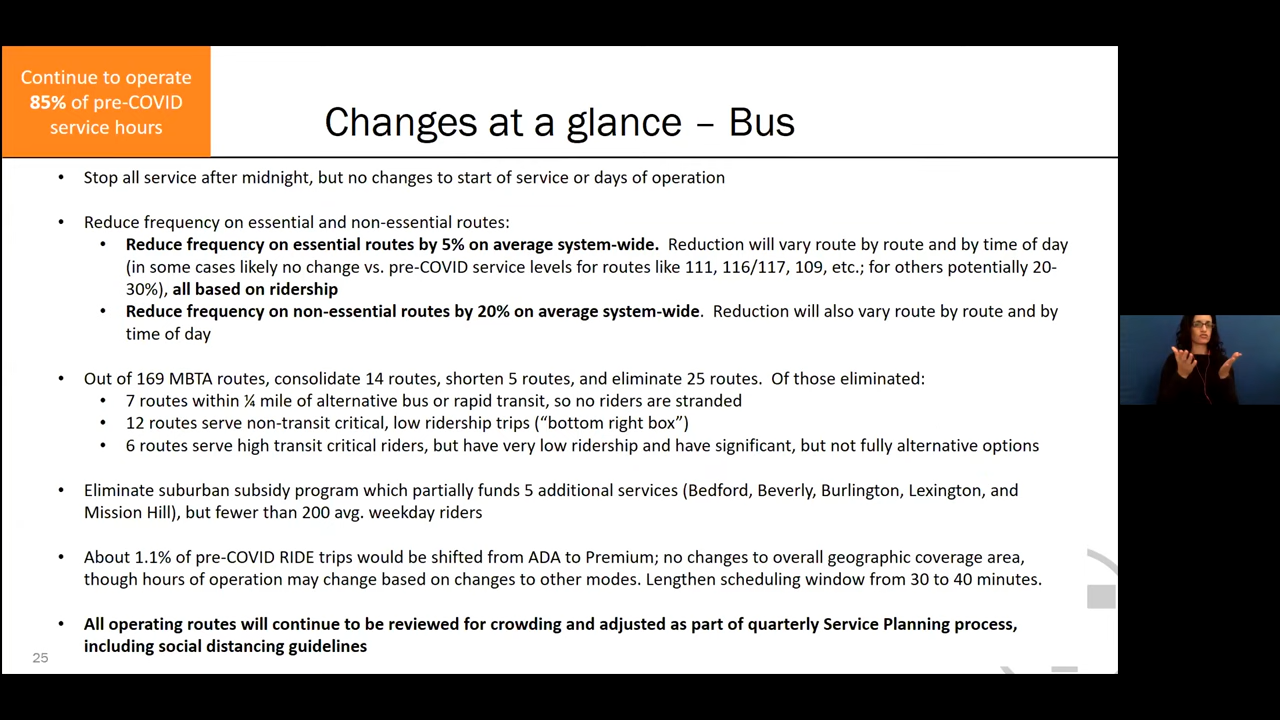 Continue to operate
85% of pre-COVID
service hours
Changes at a glance – Bus
• Stop all service after midnight, but no changes to start of service or days of operation
• Reduce frequency on essential and non-essential routes:
• Reduce frequency on essential routes by 5% on average system-wide. Reduction will vary route by route and by time of day
(in some cases likely no change vs. pre-COVID service levels for routes like 111, 116/117, 109, etc.; for others potentially 20-
30%), all based on ridership
• Reduce frequency on non-essential routes by 20% on average system-wide. Reduction will also vary route by route and by
time of day
• Out of 169 MBTA routes, consolidate 14 routes, shorten 5 routes, and eliminate 25 routes. Of those eliminated:
• 7 routes within ¼ mile of alternative bus or rapid transit, so no riders are stranded
• 12 routes serve non-transit critical, low ridership trips (“bottom right box”)
• 6 routes serve high transit critical riders, but have very low ridership and have significant, but not fully alternative options
• Eliminate suburban subsidy program which partially funds 5 additional services (Bedford, Beverly, Burlington, Lexington, and
Mission Hill), but fewer than 200 avg. weekday riders
• About 1.1% of pre-COVID RIDE trips would be shifted from ADA to Premium; no changes to overall geographic coverage area,
though hours of operation may change based on changes to other modes. Lengthen scheduling window from 30 to 40 minutes.
• All operating routes will continue to be reviewed for crowding and adjusted as part of quarterly Service Planning process,
including social distancing guidelines
25